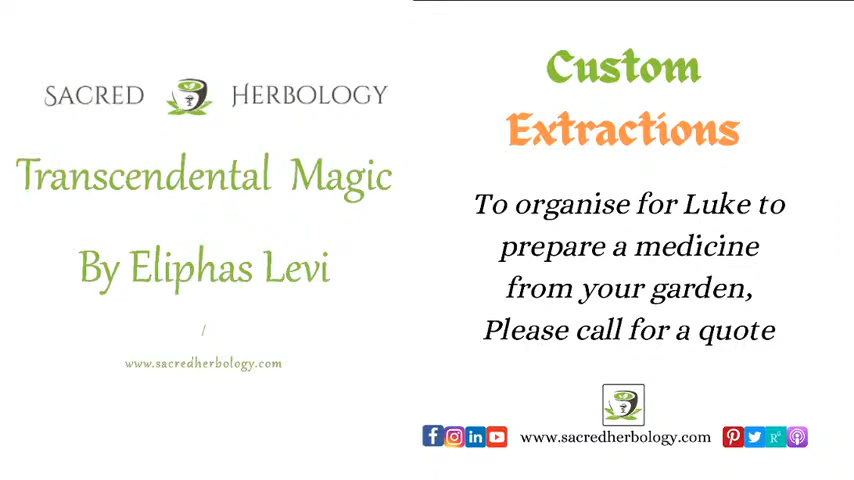 SACRED HERBOLOGY
Transcendental Magic
By Eliphas Levi
/
www.sacredherbology.com
Custom
Extractions
To organise for Luke to
prepare a medicine
from your garden,
Please call for a quote
www.sacredherbology.com